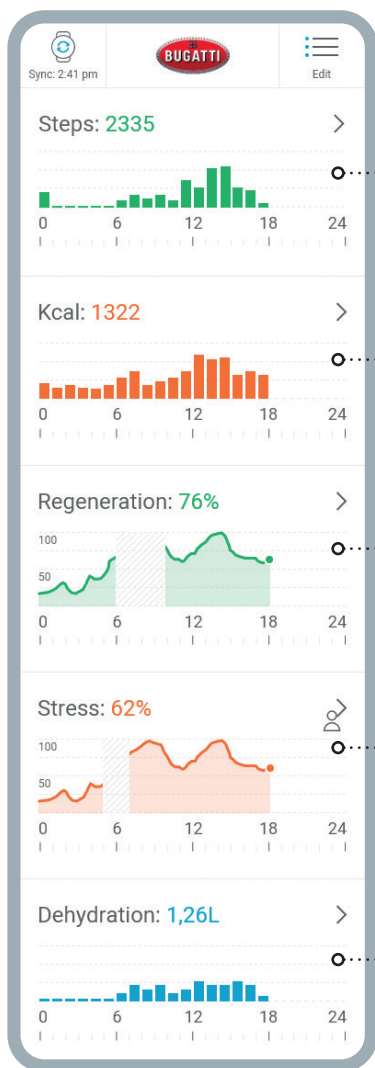 Sync: 2:41 pm
BUGATTI
Edit
Steps: 2335
0 6 12 18 24
Kcal: 1322
0 6 12 18 24
Regeneration: 76%
100
50
0 6 12 18 24
Stress: 62%
100
50
0 6 12 18 24
Dehydration: 1,26L
0 6 12 18 24